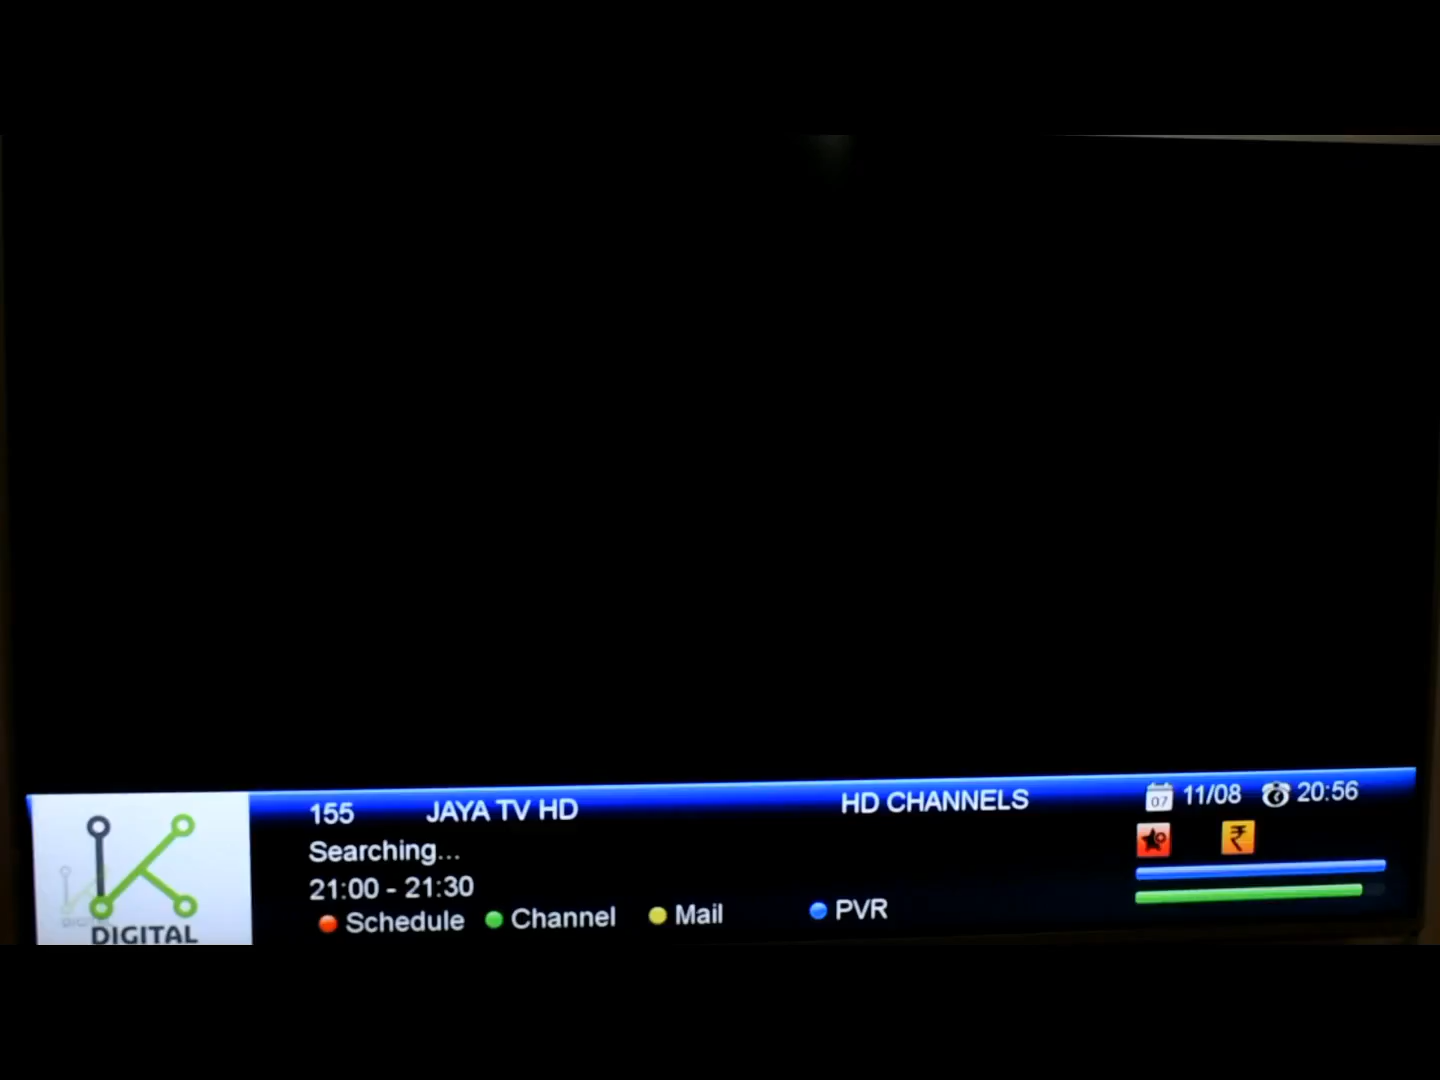 155 JAYA TV HD HD CHANNELS 07 11/08 20:56
Searching...
₹
21:00 - 21:30
Schedule Channel Mail PVR
DIGITAL